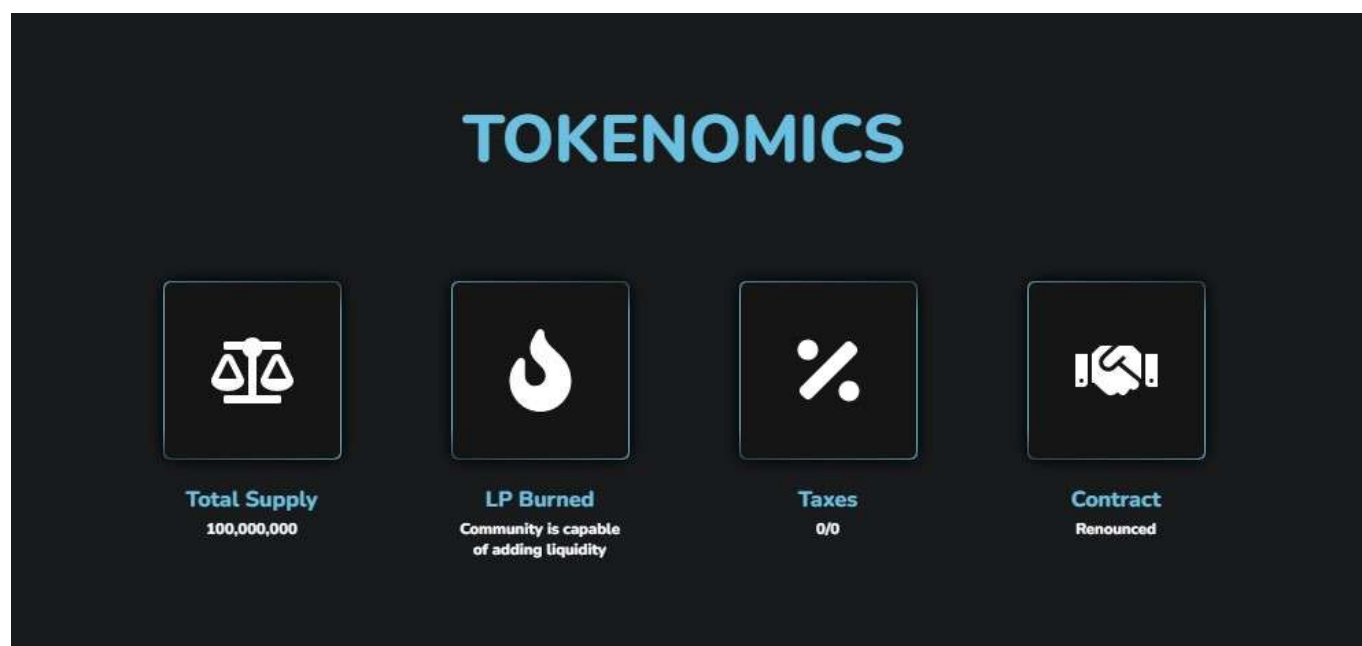 TOKENOMICS
Total Supply
100,000,000
LP Burned
Community is capable
of adding liquidity
Taxes
0/0
Contract
Renounced